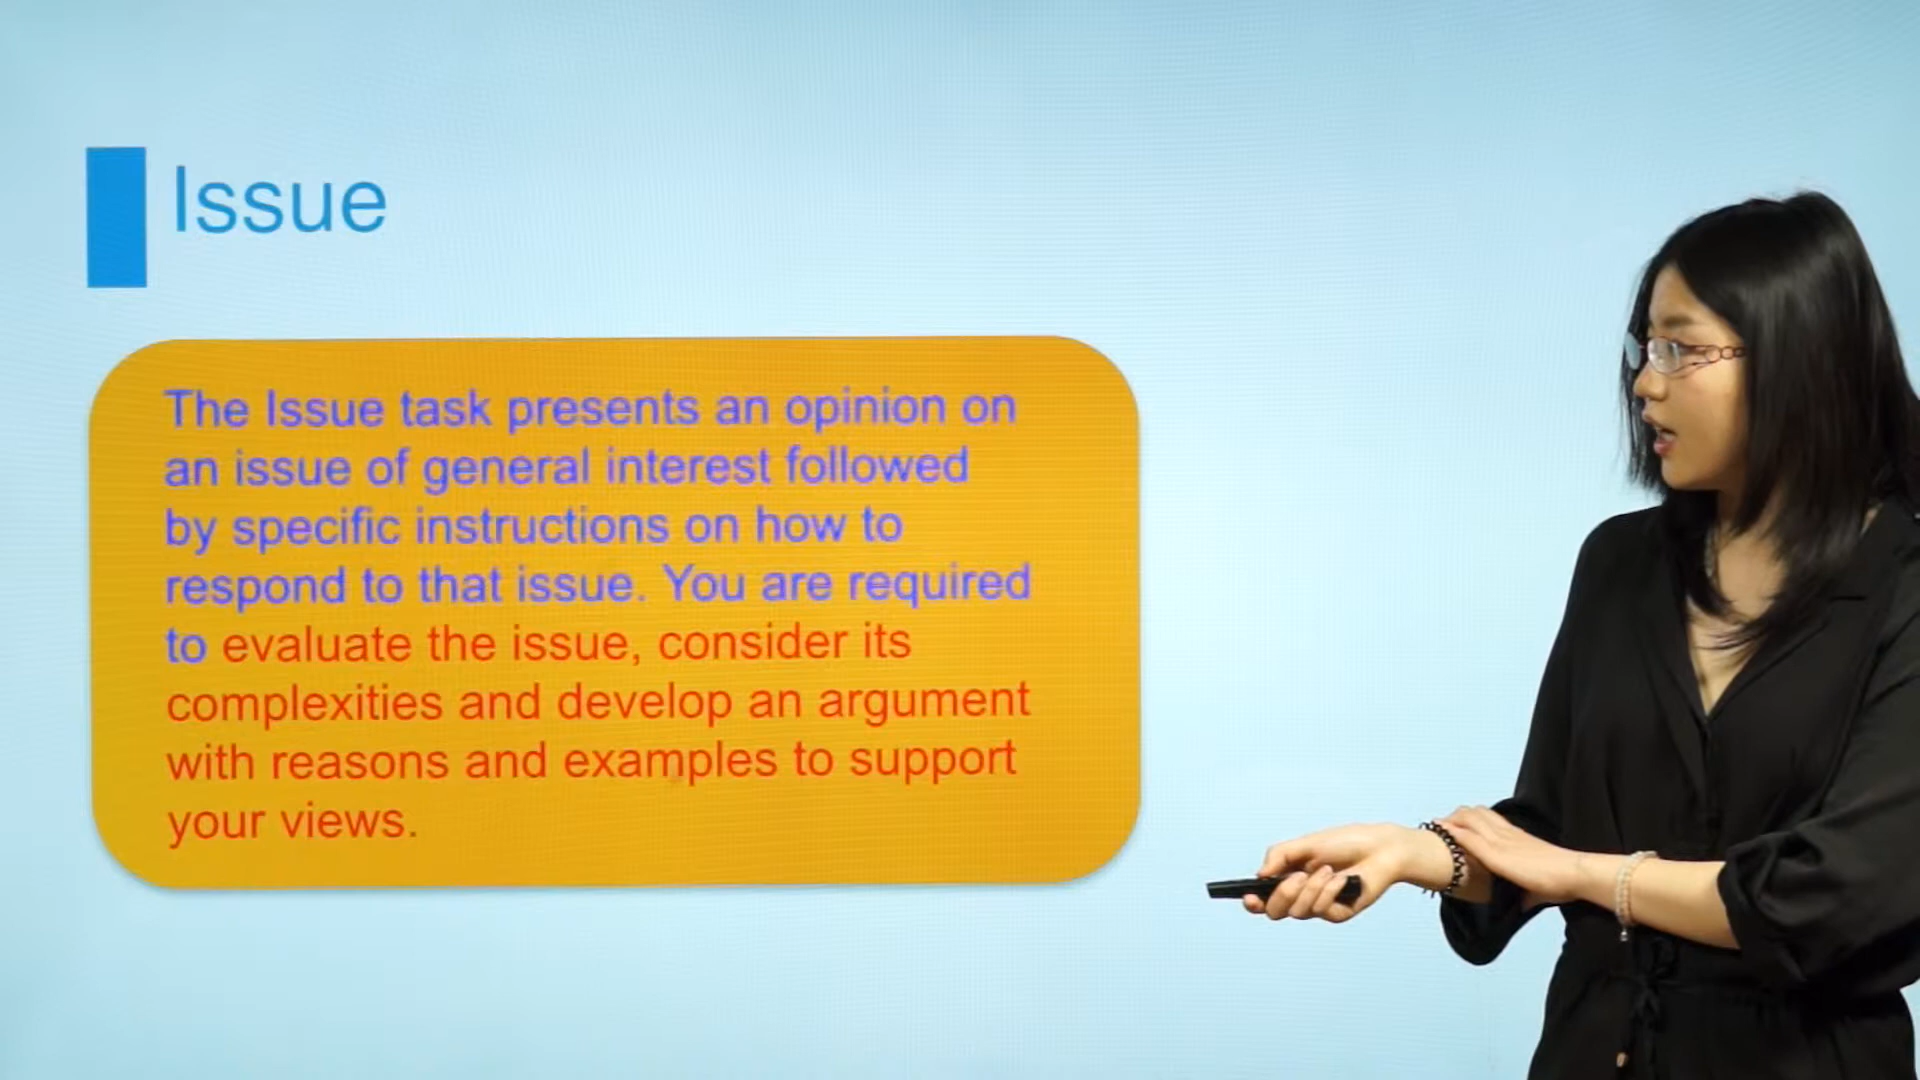 Issue
The Issue task presents an opinion on
an issue of general interest followed
by specific instructions on how to
respond to that issue. You are required
to evaluate the issue, consider its
complexities and develop an argument
with reasons and examples to support
your views.